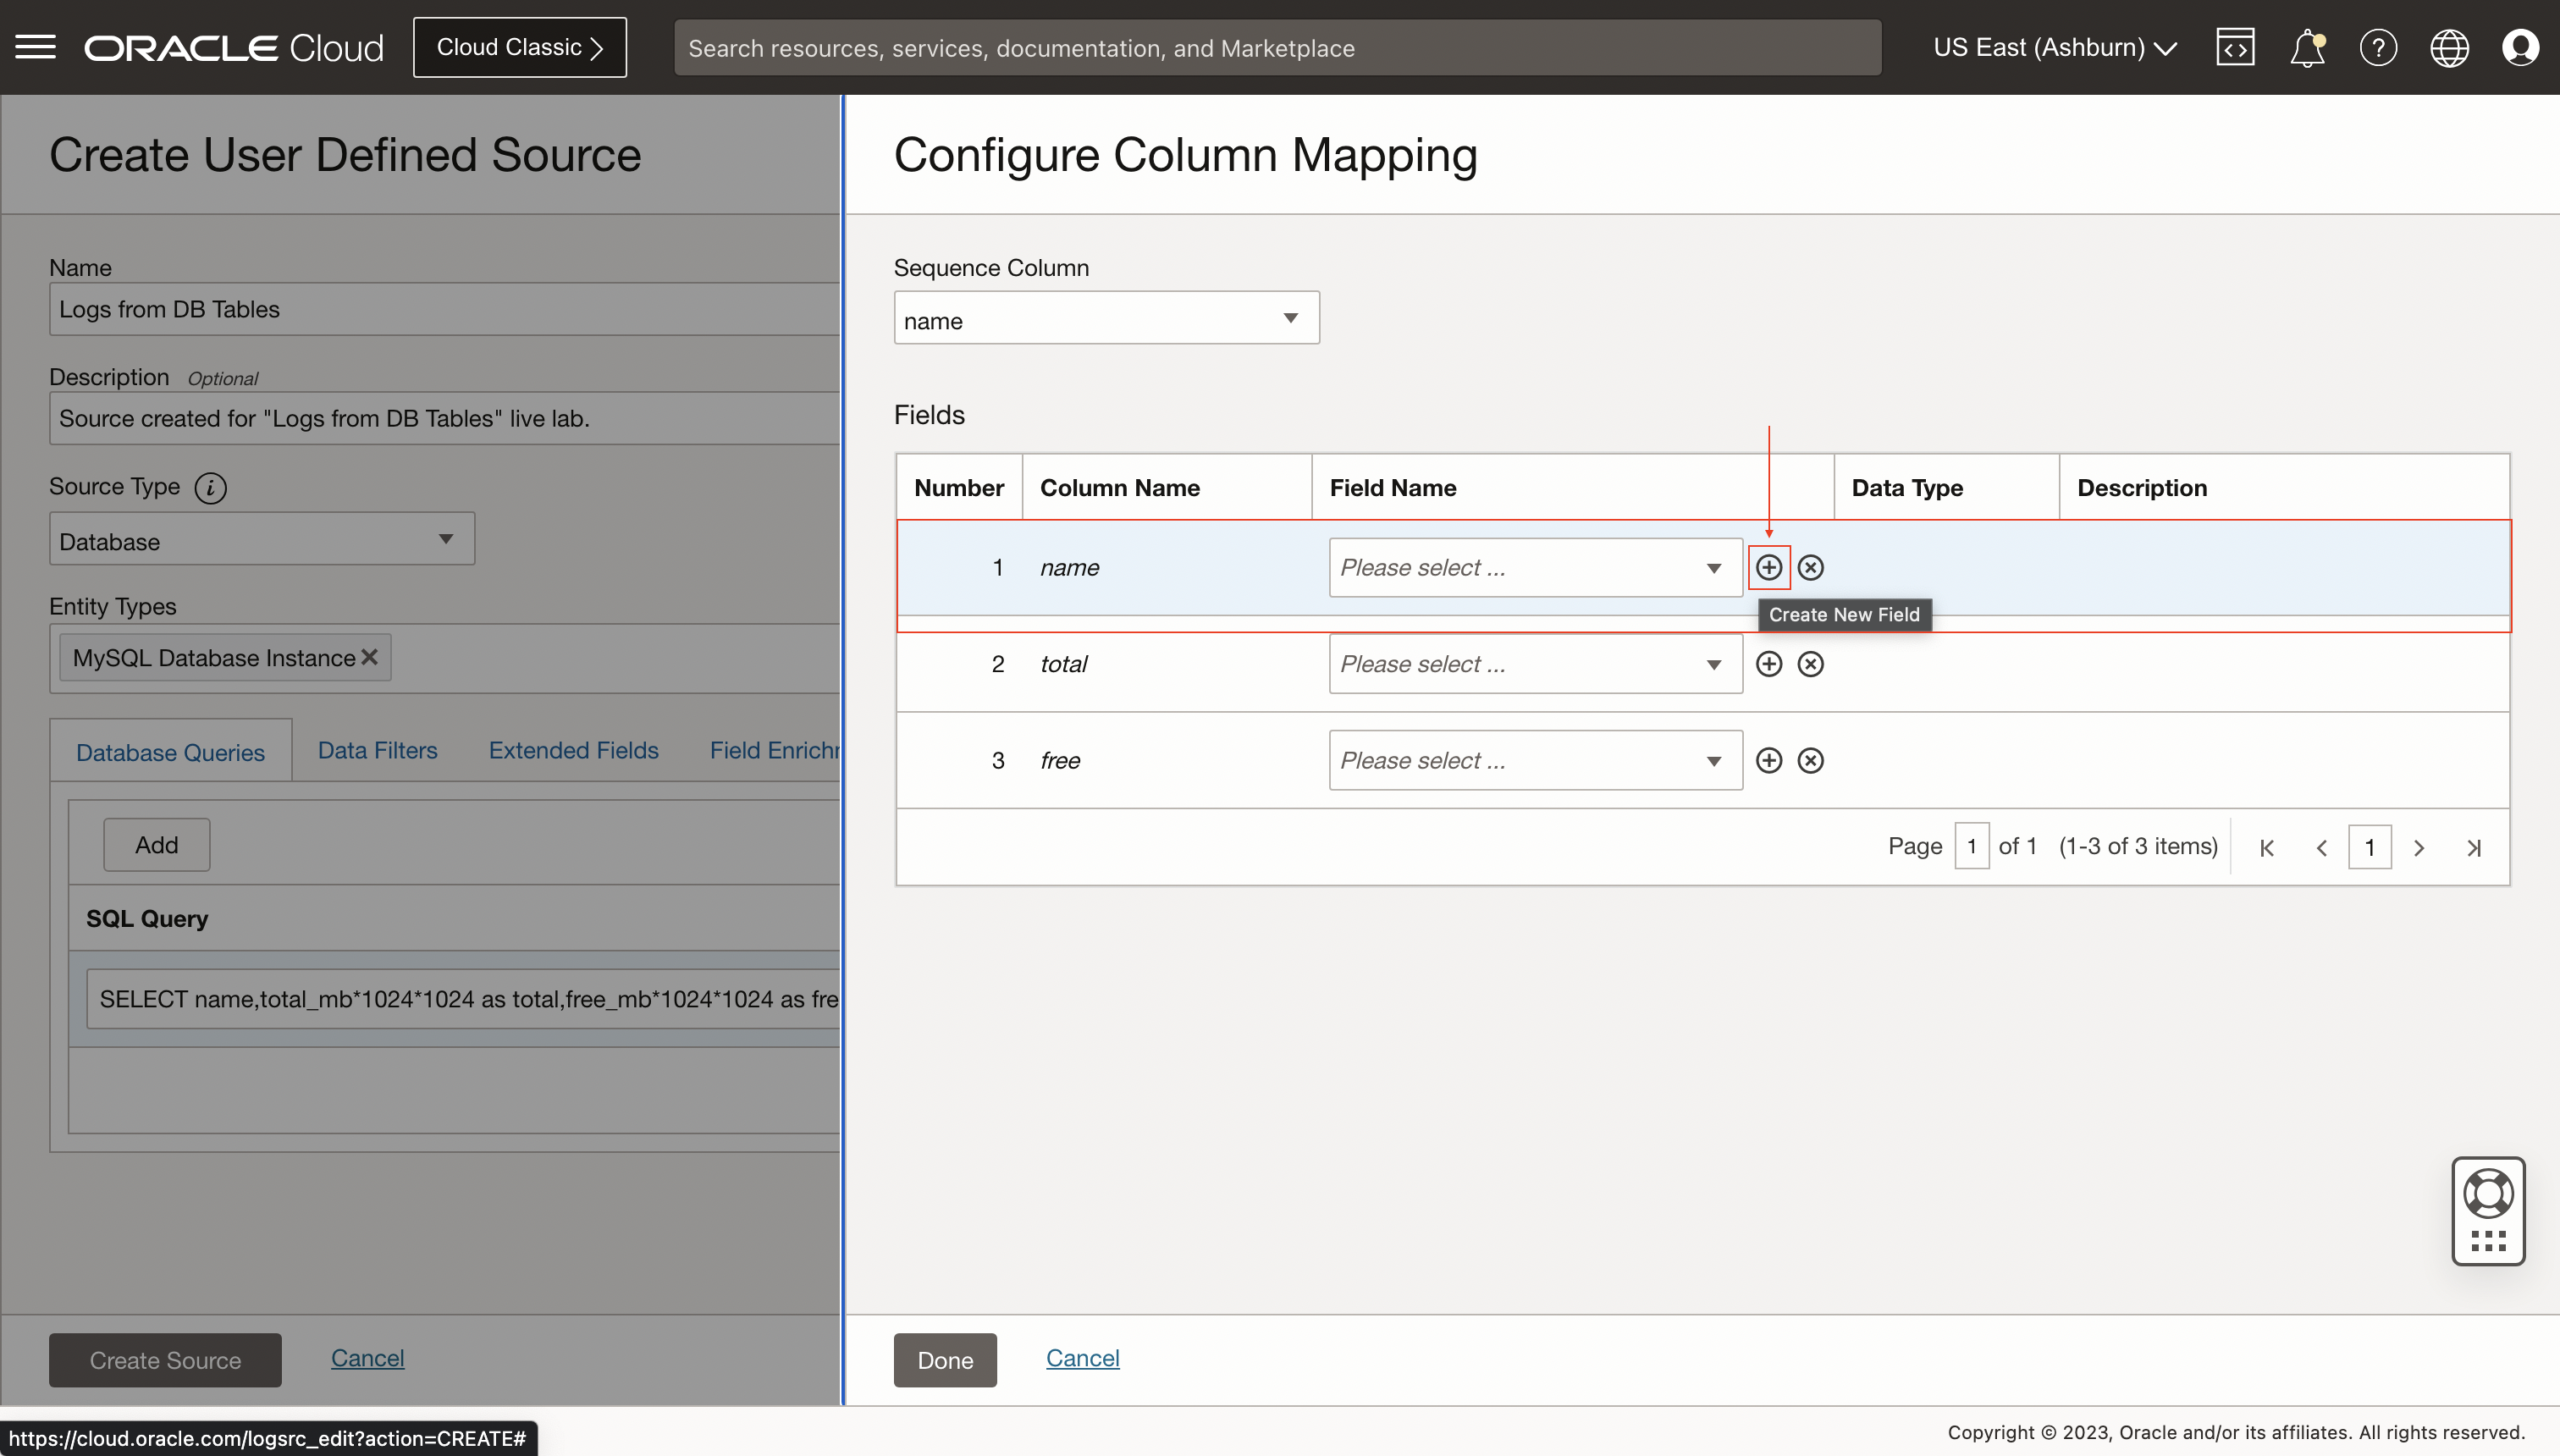 ORACLE Cloud
Cloud Classic
Search resources, services, documentation, and Marketplace
US East (Ashburn)
Create User Defined Source
Name
Logs from DB Tables
Description Optional
Source created for "Logs from DB Tables" live lab.
Source Type
Database
Entity Types
MySQL Database Instance
Database Queries
Data Filters
Extended Fields
Field Enrichr
Add
SQL Query
SELECT name,total_mb*1024*1024 as total,free_mb*1024*1024 as fre
Create Source
Cancel
Configure Column Mapping
Sequence Column
name
Fields
Number Column Name Field Name Data Type Description
1 name Please select ...
Create New Field
2 total Please select ...
3 free Please select ...
Page 1 of 1 (1-3 of 3 items) 1
Done
Cancel
https://cloud.oracle.com/logsrc_edit?action=CREATE#
Copyright © 2023, Oracle and/or its affiliates. All rights reserved.